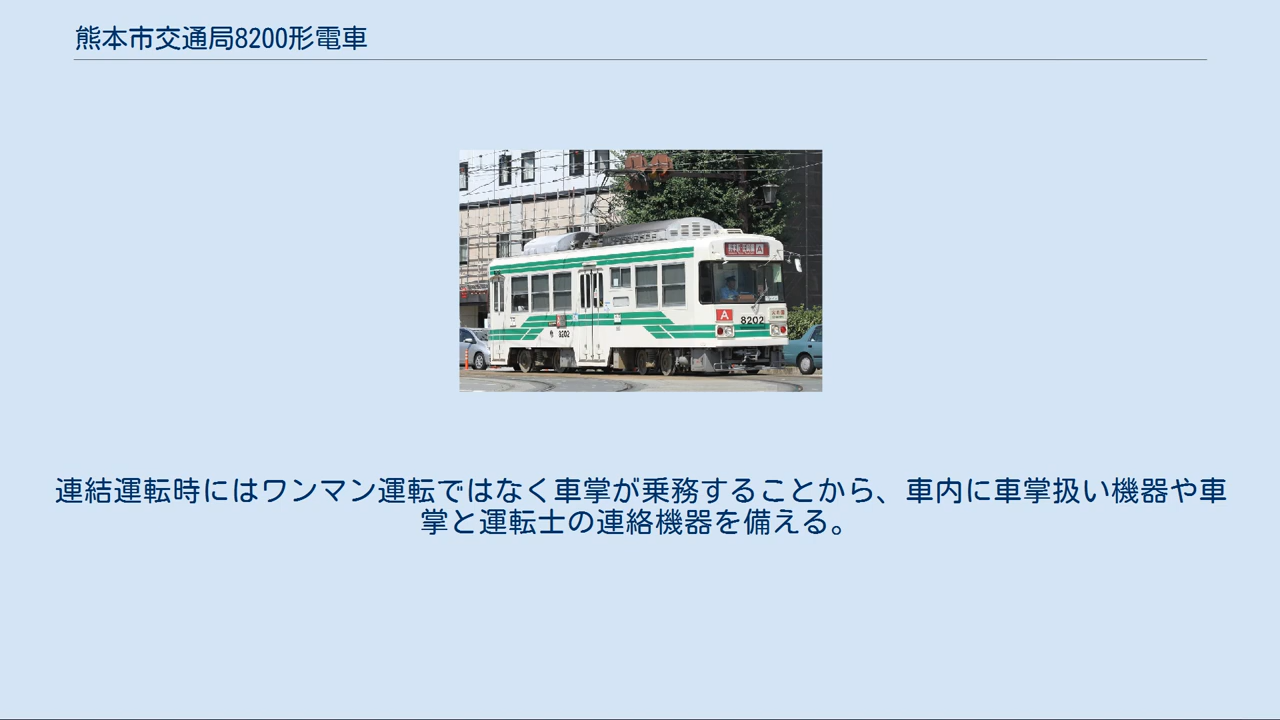 熊本市交通局8200形電車
A
8202
8202
連結運転時にはワンマン運転ではなく車掌が乗務することから、車内に車掌扱い機器や車
掌と運転士の連絡機器を備える。